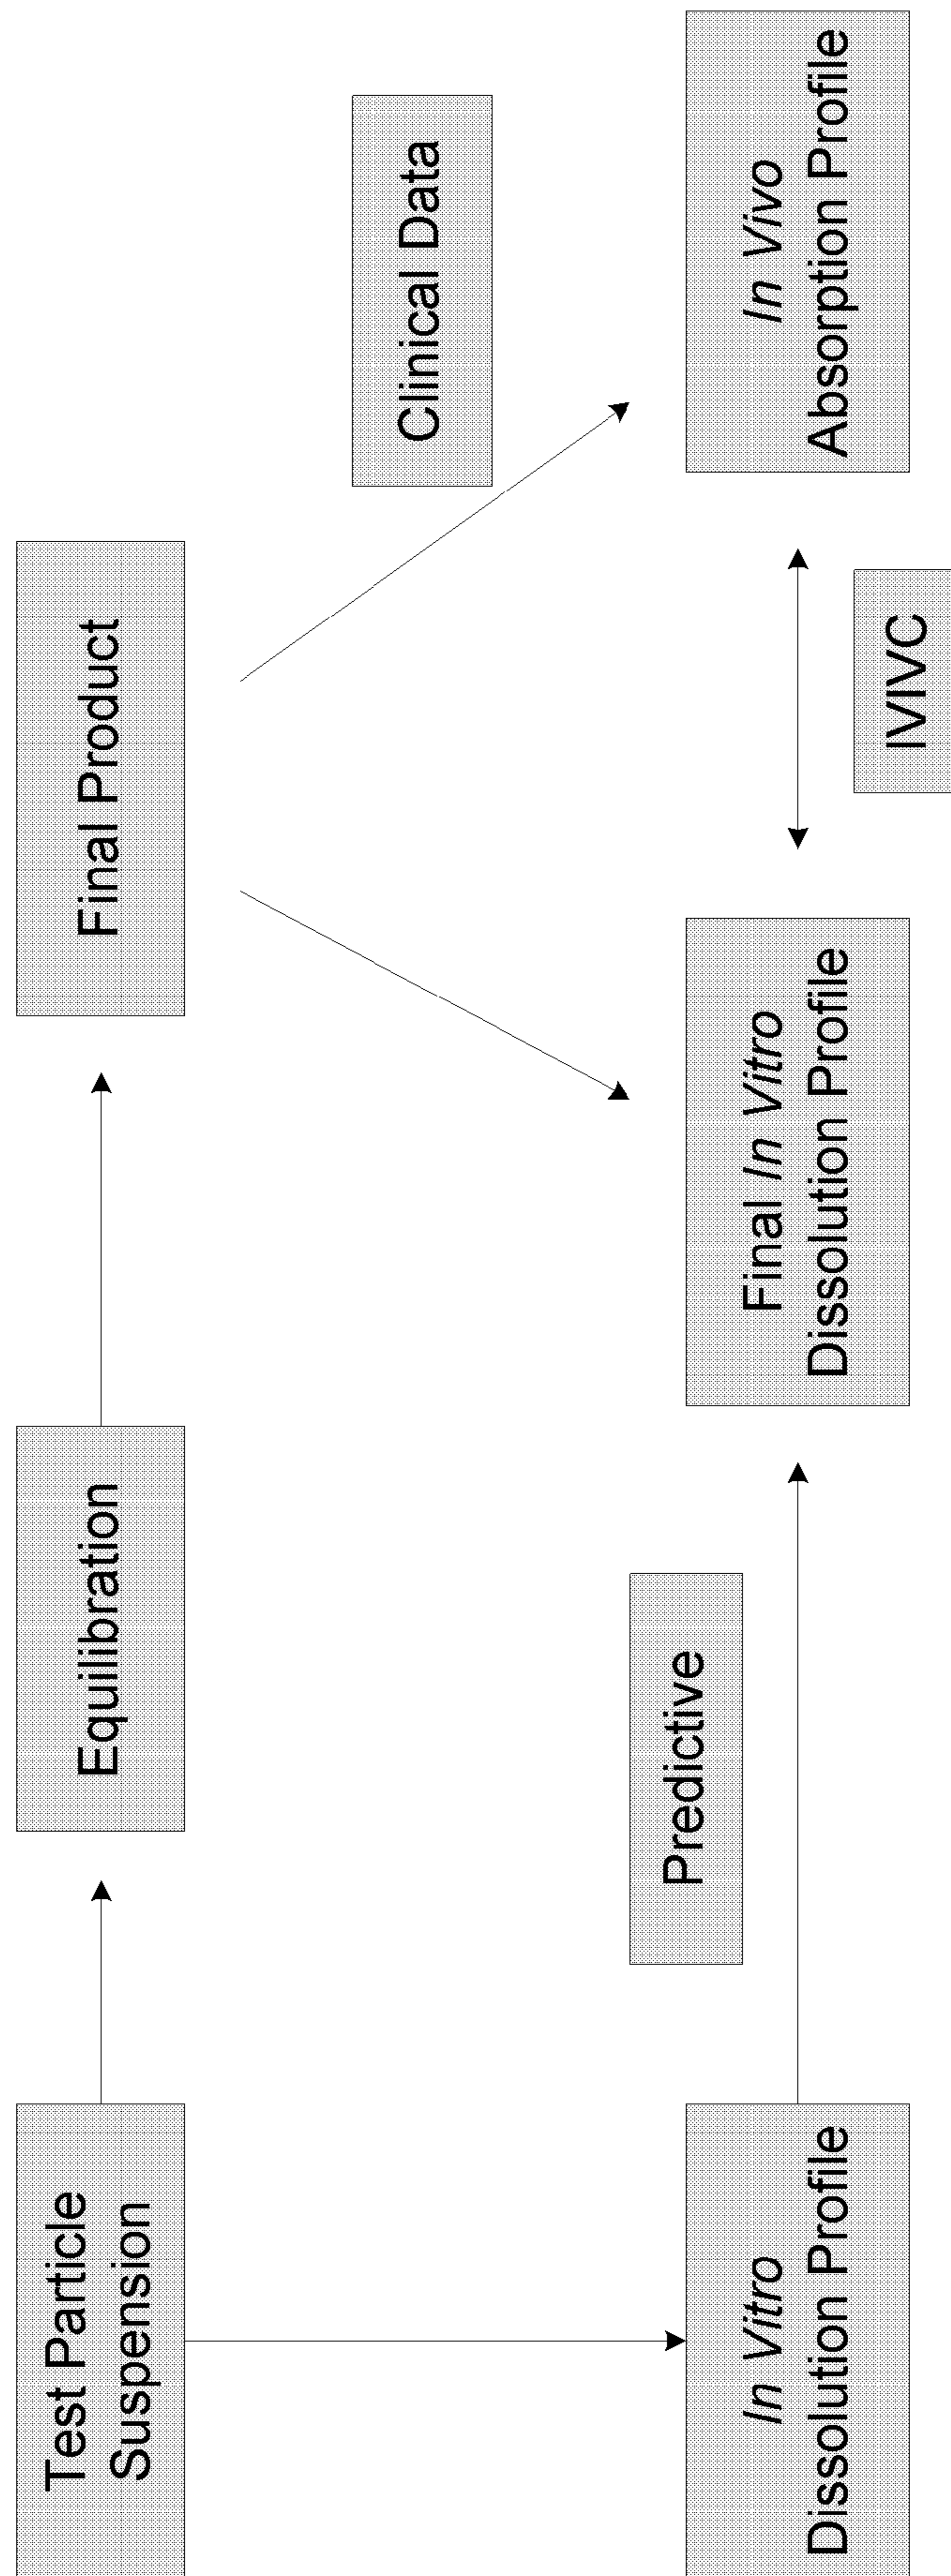 Test Particle
Suspension
Equilibration
Final Product
Clinical Data
Predictive
In Vitro
Dissolution Profile
Final In Vitro
Dissolution Profile
In Vivo
Absorption Profile
IVIVC